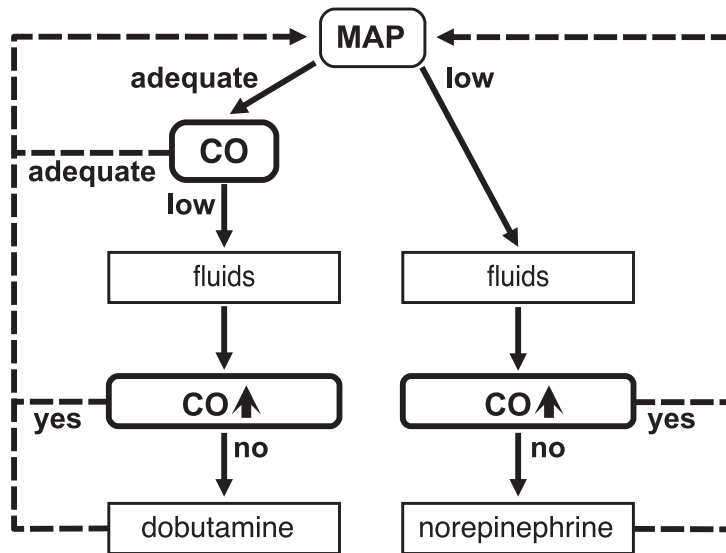 MAP
adequate
low
CO
adequate
low
fluids
fluids
CO
CO
yes
yes
no
no
dobutamine
norepinephrine